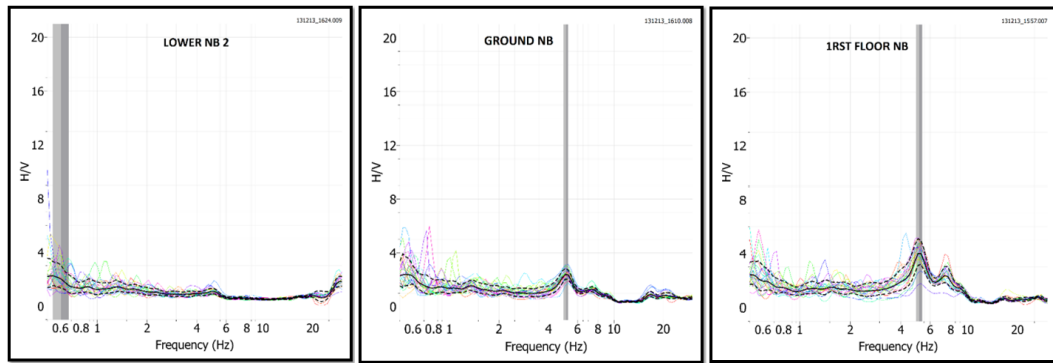 131213_1624.009
LOWER NB 2
20
16
12
8
4
0
H/V
0.6 0.8 1 2 4 6 8 10 20
Frequency (Hz)
131213_1610.008
GROUND NB
20
16
12
8
4
0
H/V
0.6 0.8 1 2 4 6 8 10 20
Frequency (Hz)
131213_1557.007
1RST FLOOR NB
20
16
12
8
4
0
H/V
0.6 0.8 1 2 4 6 8 10 20
Frequency (Hz)